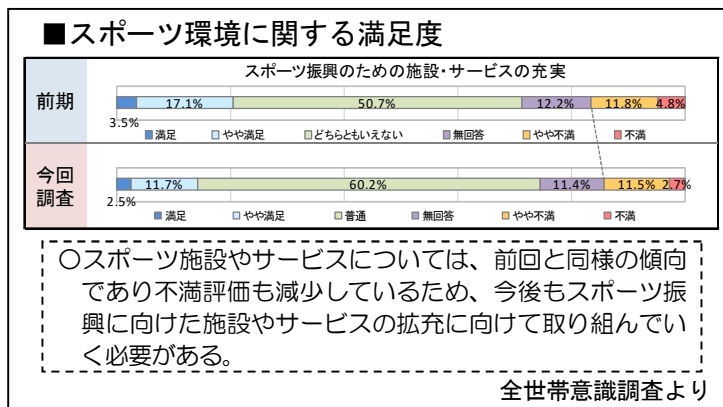 ■スポーツ環境に関する満足度
スポーツ振興のための施設・サービスの充実
前期
17.1%
50.7%
12.2%
11.8%
4.8%
3.5%
■満足
□やや満足
□どちらともいえない
■無回答
□やや不満
■不満
今回
調査
11.7%
60.2%
11.4%
11.5%
2.7%
2.5%
■満足
□やや満足
□普通
■無回答
□やや不満
■不満
○スポーツ施設やサービスについては、前回と同様の傾向
であり不満評価も減少しているため、今後もスポーツ振
興に向けた施設やサービスの拡充に向けて取り組んでい
く必要がある。
全世帯意識調査より